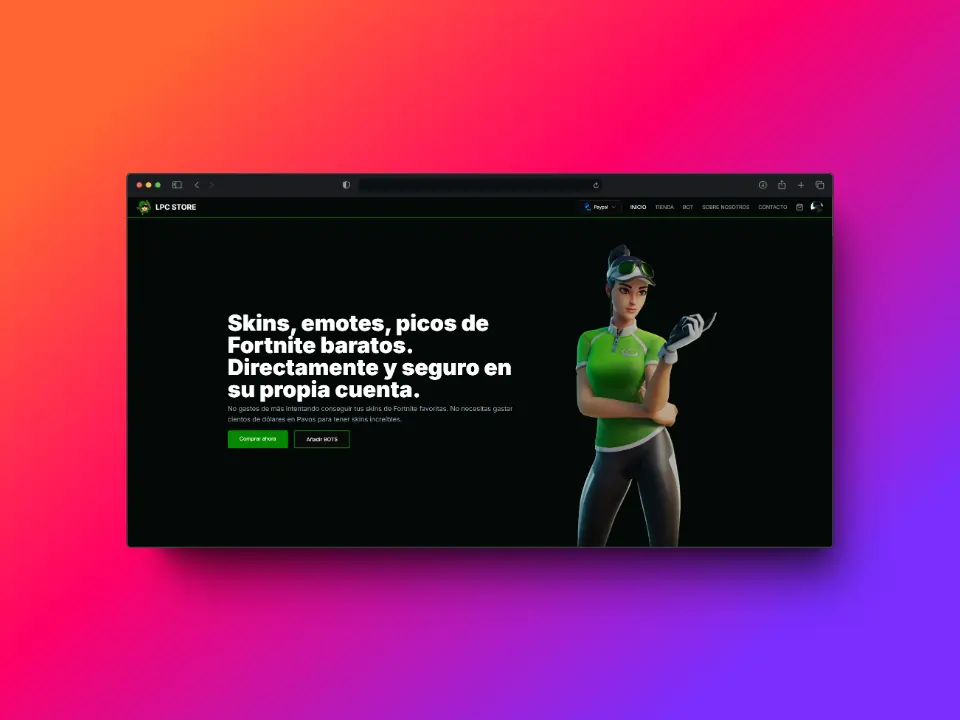 LPC STORE
Paypal
INICIO
TIENDA
BOT
SOBRE NOSOTROS
CONTACTO
Skins, emotes, picos de
Fortnite baratos.
Directamente y seguro en
su propia cuenta.
No gastes de más intentando conseguir tus skins de Fortnite favoritas. No necesitas gastar
cientos de dólares en Pavos para tener skins increíbles.
Comprar ahora
Añadir BOTS